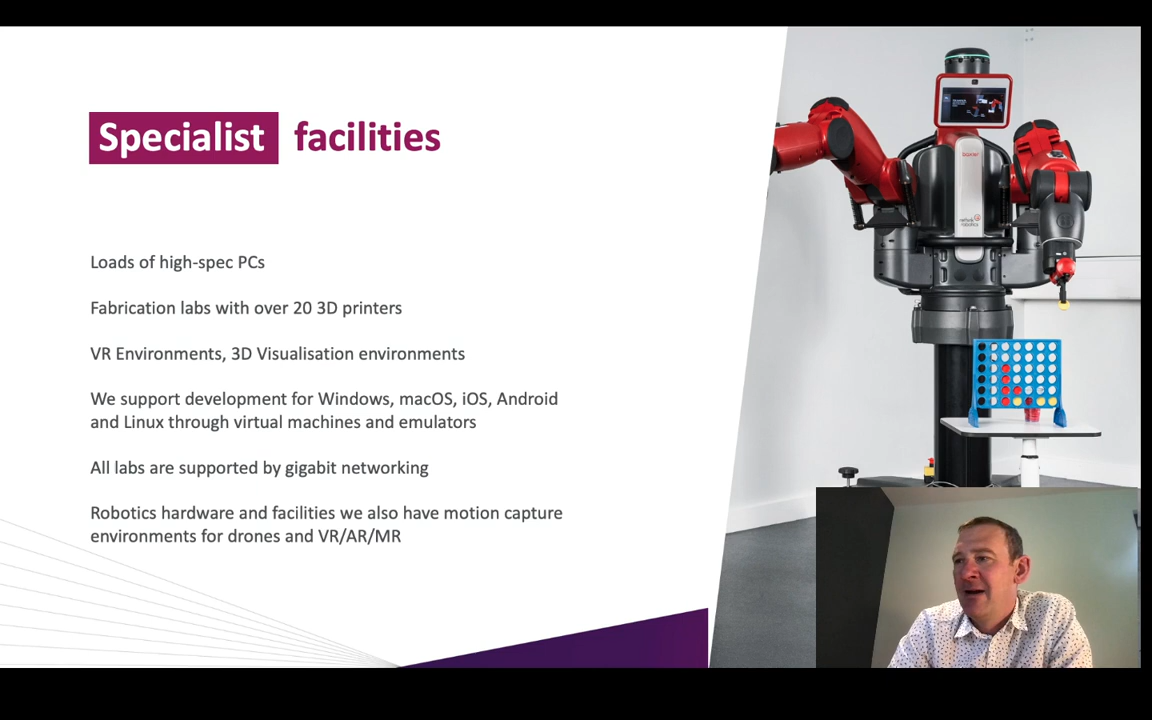 Specialist facilities
Loads of high-spec PCs
Fabrication labs with over 20 3D printers
VR Environments, 3D Visualisation environments
We support development for Windows, macOS, iOS, Android
and Linux through virtual machines and emulators
All labs are supported by gigabit networking
Robotics hardware and facilities we also have motion capture
environments for drones and VR/AR/MR
baxter
rethink
robotics